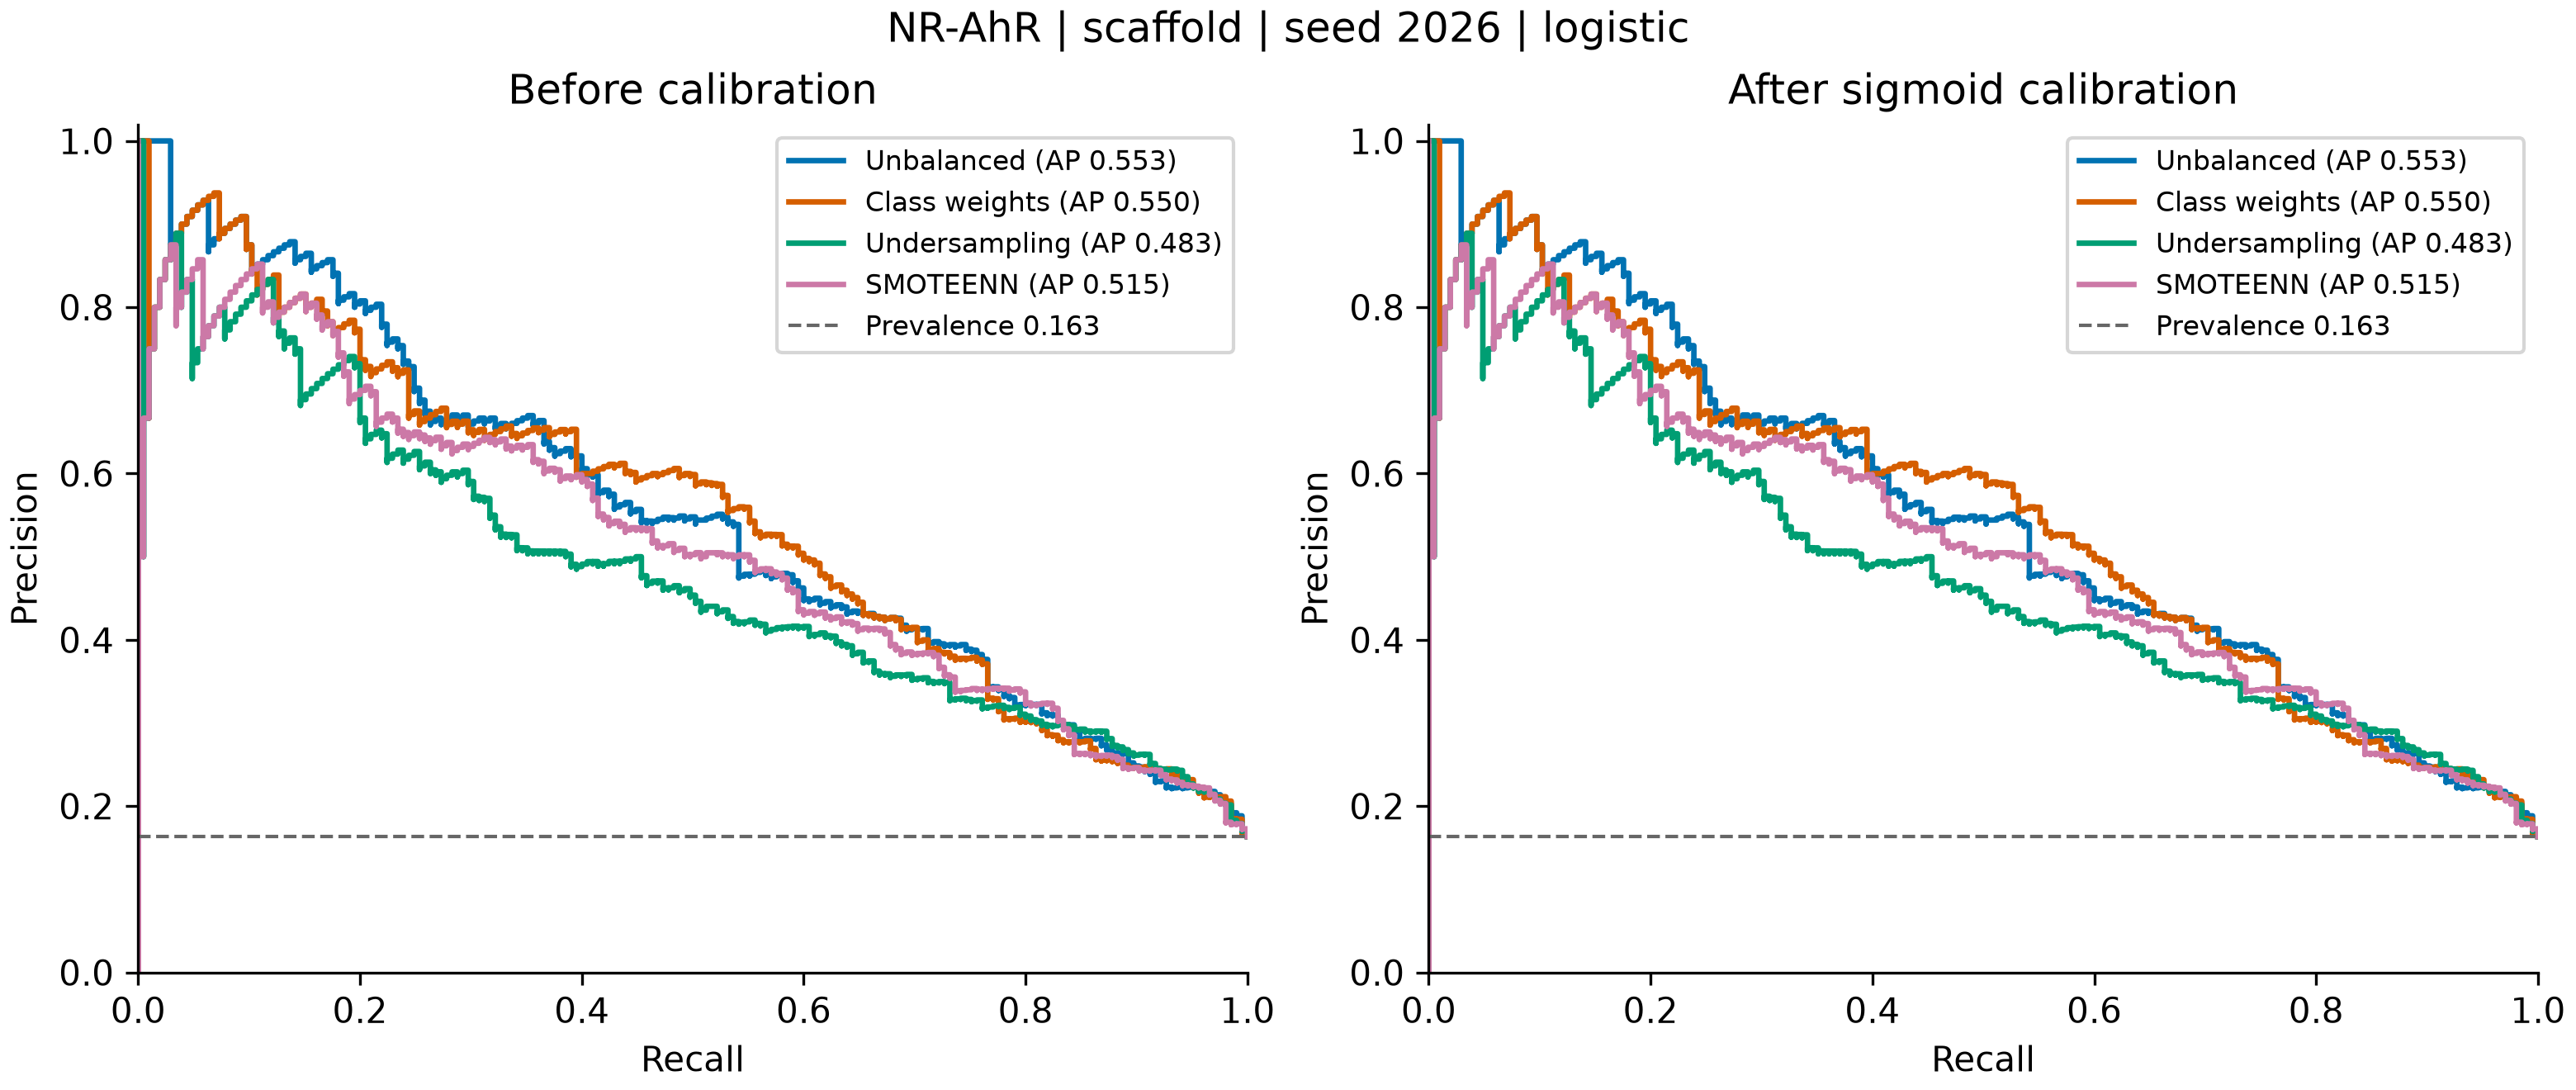 NR-AhR | scaffold | seed 2026 | logistic
Before calibration
1.0
0.8
0.6
0.4
0.2
0.0
Precision
Unbalanced (AP 0.553)
Class weights (AP 0.550)
Undersampling (AP 0.483)
SMOTEENN (AP 0.515)
Prevalence 0.163
0.0 0.2 0.4 0.6 0.8 1.0
Recall
After sigmoid calibration
1.0
0.8
0.6
0.4
0.2
0.0
Precision
Unbalanced (AP 0.553)
Class weights (AP 0.550)
Undersampling (AP 0.483)
SMOTEENN (AP 0.515)
Prevalence 0.163
0.0 0.2 0.4 0.6 0.8 1.0
Recall